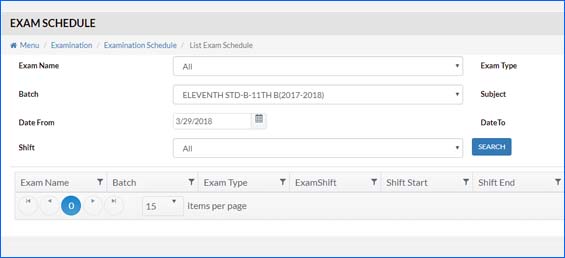 EXAM SCHEDULE
Menu / Examination / Examination Schedule / List Exam Schedule
Exam Name All Exam Type
Batch ELEVENTH STD-B-11TH B(2017-2018) Subject
Date From 3/29/2018 DateTo
Shift All SEARCH
Exam Name Batch Exam Type ExamShift Shift Start Shift End
0 15 items per page